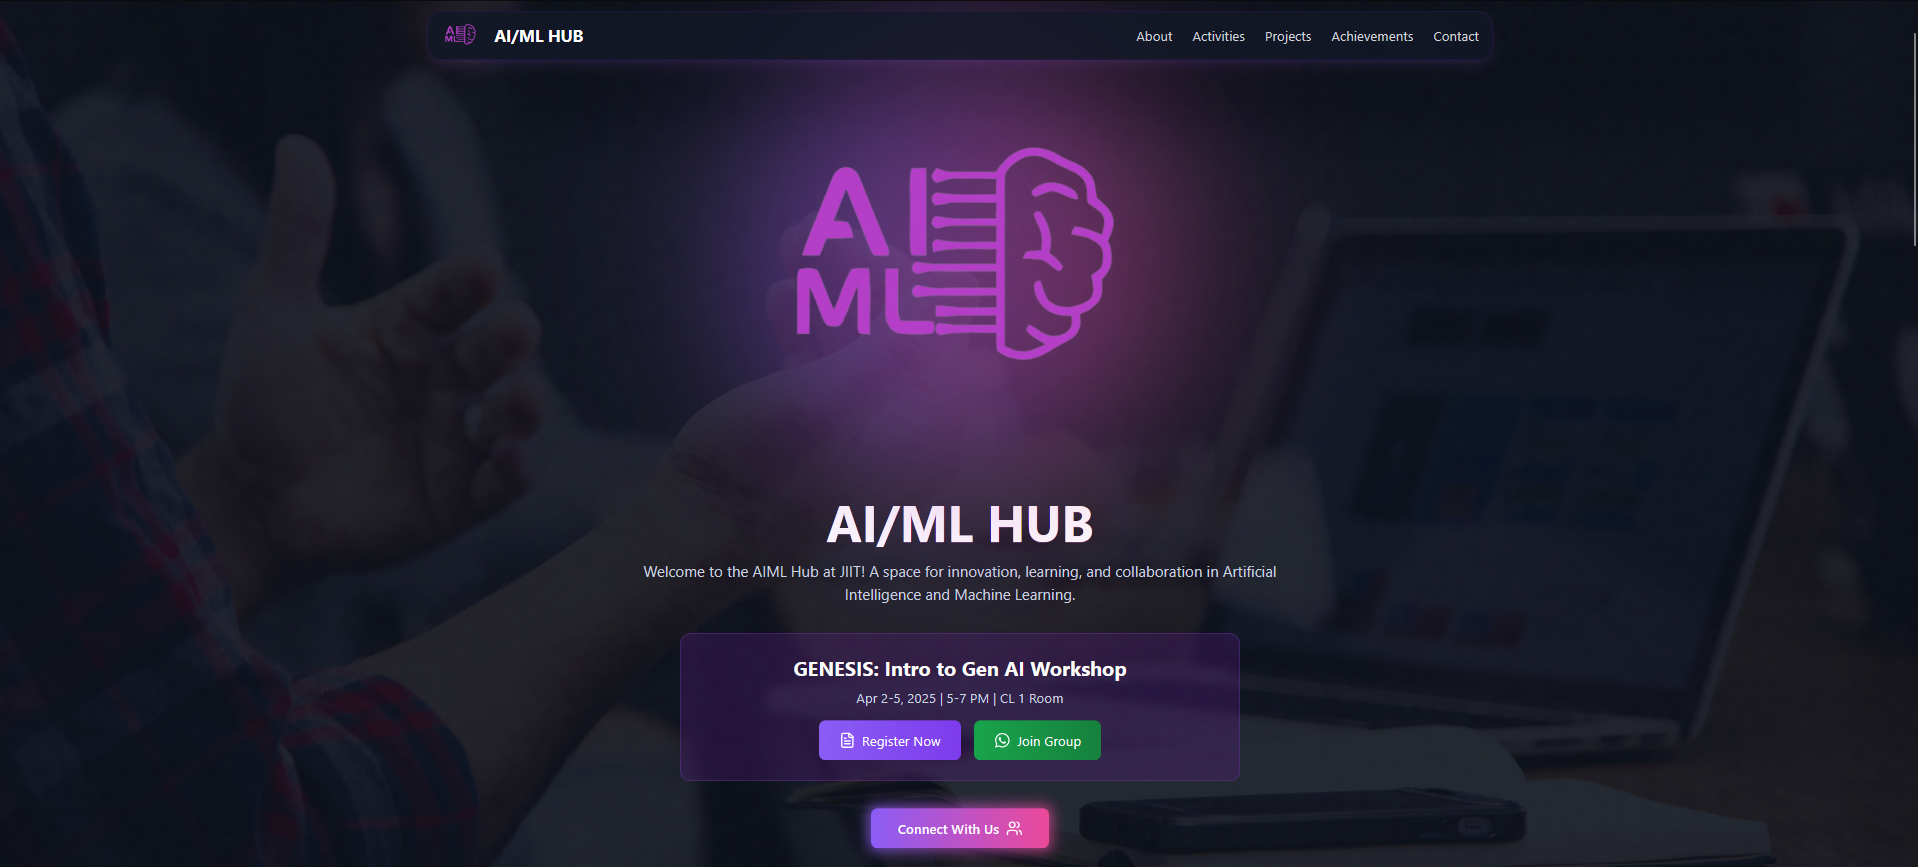 AI
ML
AI/ML HUB
About Activities Projects Achievements Contact
AI
ML
AI/ML HUB
Welcome to the AIML Hub at JIIT! A space for innovation, learning, and collaboration in Artificial
Intelligence and Machine Learning.
GENESIS: Intro to Gen AI Workshop
Apr 2-5, 2025 | 5-7 PM | CL 1 Room
Register Now
Join Group
Connect With Us